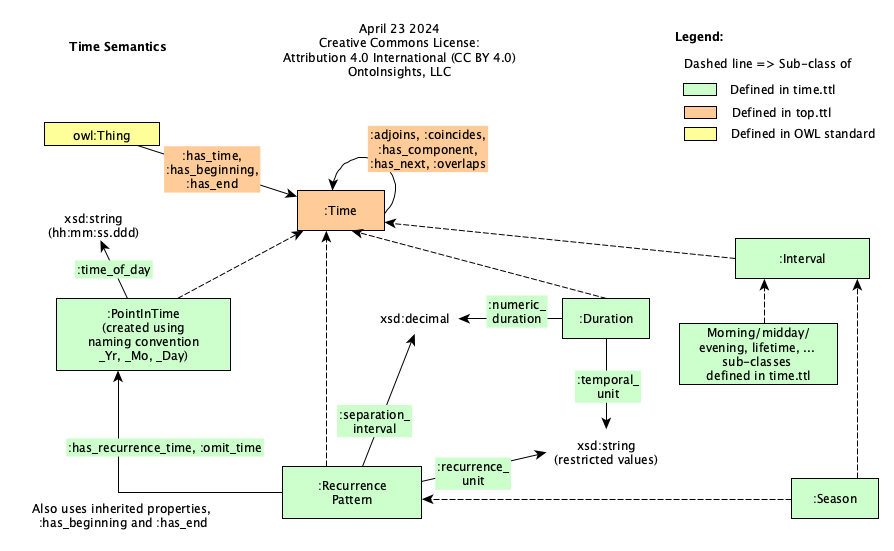 Time Semantics
April 23 2024
Creative Commons License:
Attribution 4.0 International (CC BY 4.0)
OntoInsights, LLC
Legend:
Dashed line => Sub-class of
Defined in time.ttl
Defined in top.ttl
Defined in OWL standard
owl:Thing
:has_time,
:has_beginning,
:has_end
:adjoins, :coincides,
:has_component,
:has_next, :overlaps
:Time
xsd:string
(hh:mm:ss.ddd)
:time_of_day
:Interval
:PointInTime
(created using
naming convention
_Yr, _Mo, _Day)
xsd:decimal
:numeric_
duration
:Duration
Morning/midday/
evening, lifetime, ...
sub-classes
defined in time.ttl
:temporal_
unit
:separation_
interval
:has_recurrence_time, :omit_time
xsd:string
(restricted values)
:recurrence_
unit
:Recurrence
Pattern
:Season
Also uses inherited properties,
:has_beginning and :has_end